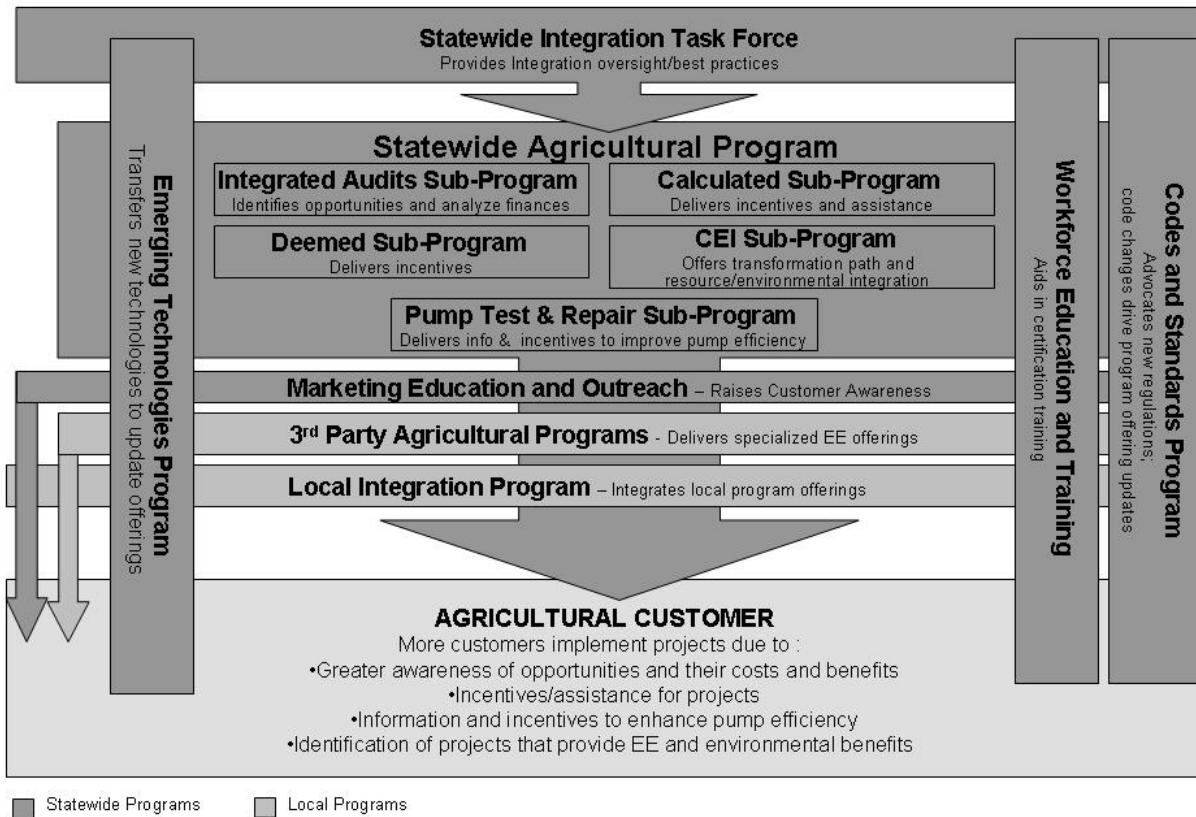 Statewide Integration Task Force
Provides Integration oversight/best practices
Statewide Agricultural Program
Integrated Audits Sub-Program
Identifies opportunities and analyze finances
Calculated Sub-Program
Delivers incentives and assistance
Deemed Sub-Program
Delivers incentives
CEI Sub-Program
Offers transformation path and
resource/environmental integration
Pump Test & Repair Sub-Program
Delivers info & incentives to improve pump efficiency
Marketing Education and Outreach – Raises Customer Awareness
3rd Party Agricultural Programs - Delivers specialized EE offerings
Local Integration Program – Integrates local program offerings
Emerging Technologies Program
Transfers new technologies to update offerings
Workforce Education and Training
Aids in certification training
Codes and Standards Program
Advocates new regulations;
code changes drive program offering updates
AGRICULTURAL CUSTOMER
More customers implement projects due to :
•Greater awareness of opportunities and their costs and benefits
•Incentives/assistance for projects
•Information and incentives to enhance pump efficiency
•Identification of projects that provide EE and environmental benefits
Statewide Programs
Local Programs